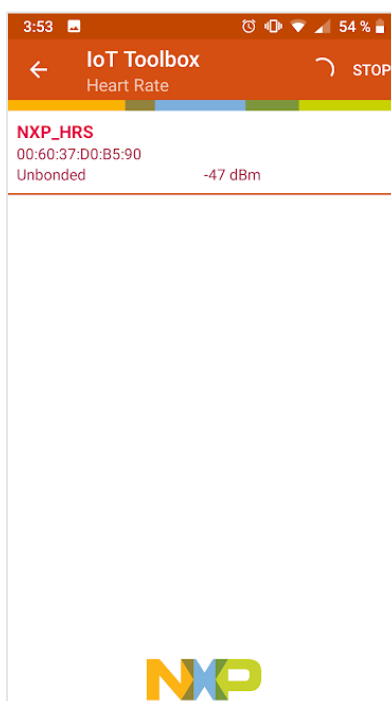 3:53 54 %
IoT Toolbox
Heart Rate
STOP
NXP_HRS
00:60:37:D0:B5:90
Unbonded -47 dBm
NXP